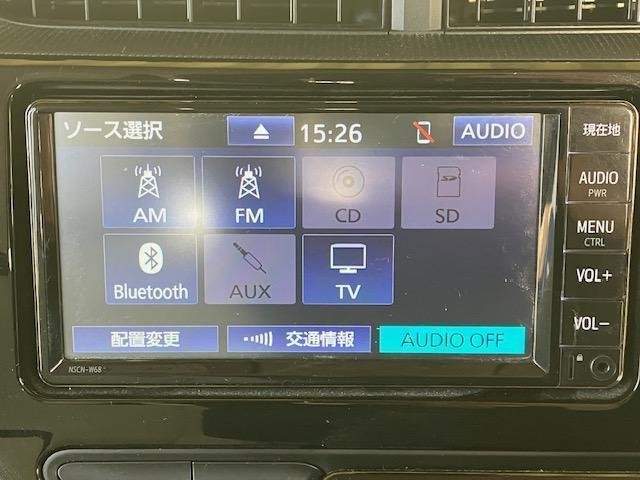 ソース選択 15:26 AUDIO
AM FM CD SD
Bluetooth AUX TV
配置変更 交通情報 AUDIO OFF
NSCN-W68
現在地
AUDIO
PWR
MENU
CTRL
VOL+
VOL−